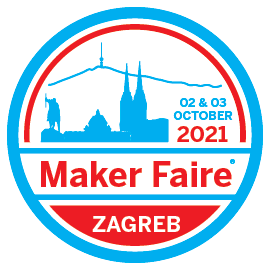 02 & 03
OCTOBER
2021
Maker Faire®
ZAGREB